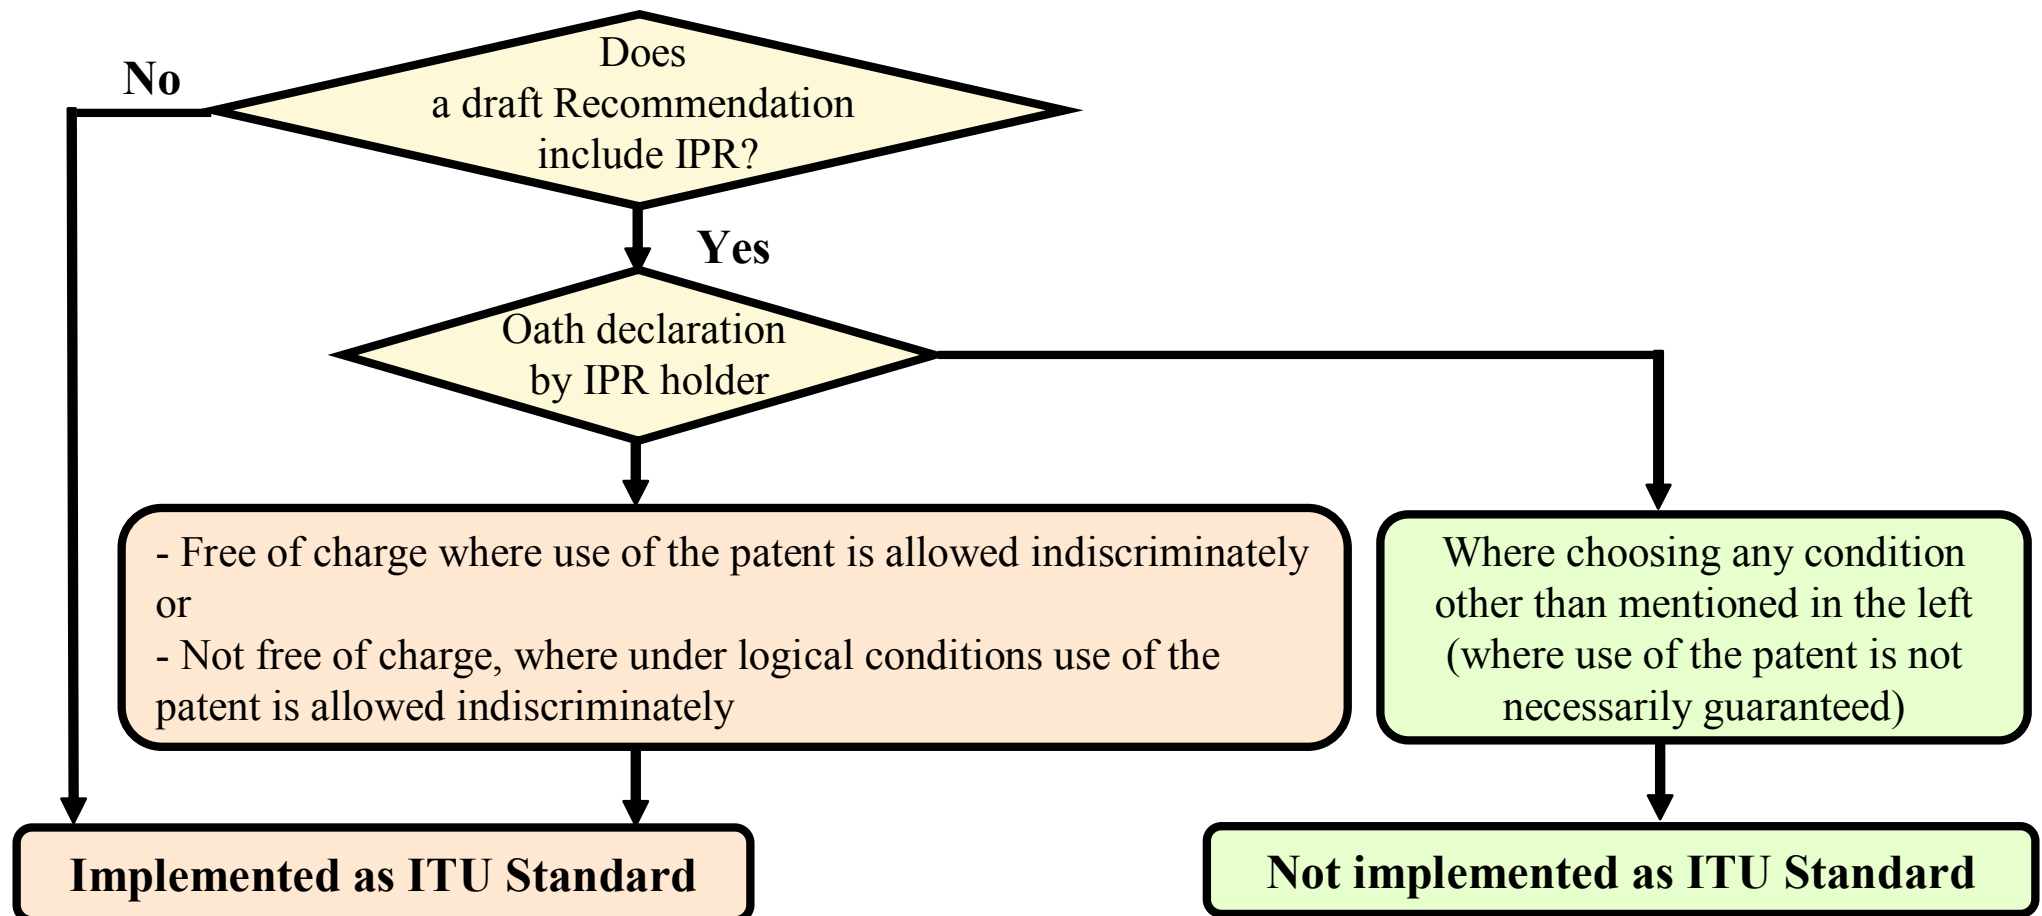 Does
a draft Recommendation
include IPR?
No
Yes
Oath declaration
by IPR holder
- Free of charge where use of the patent is allowed indiscriminately
or
- Not free of charge, where under logical conditions use of the
patent is allowed indiscriminately
Where choosing any condition
other than mentioned in the left
(where use of the patent is not
necessarily guaranteed)
Implemented as ITU Standard
Not implemented as ITU Standard